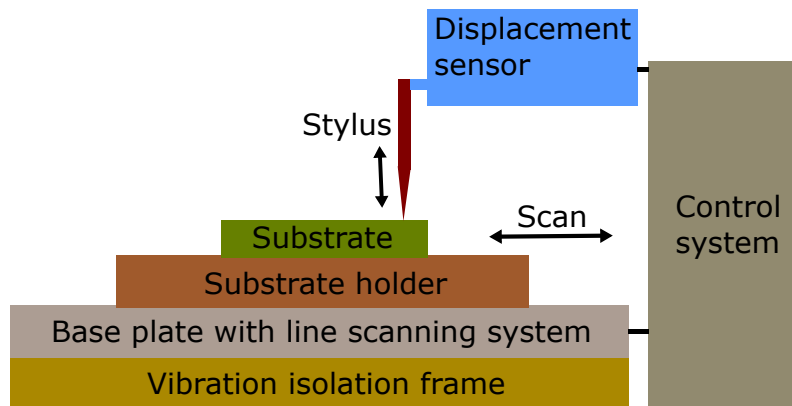 Displacement
sensor
Stylus
Scan
Control
system
Substrate
Substrate holder
Base plate with line scanning system
Vibration isolation frame